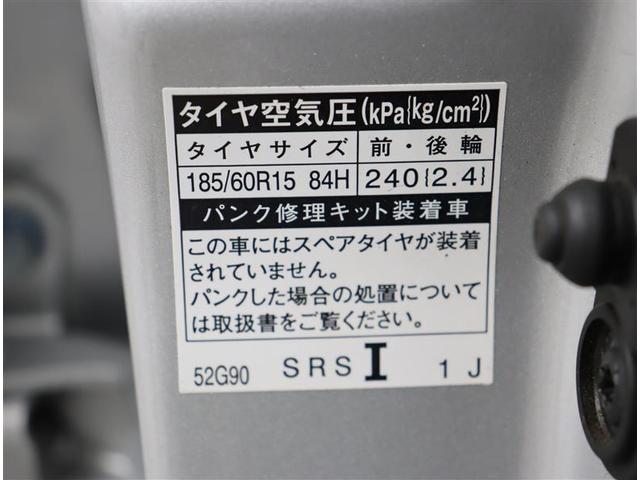 タイヤ空気圧(kPa{kg/cm²})
タイヤサイズ 前・後輪
185/60R15 84H 240{2.4}
パンク修理キット装着車
この車にはスペアタイヤが装着
されていません。
パンクした場合の処置について
は取扱書をご覧ください。
52G90 SRS I 1J